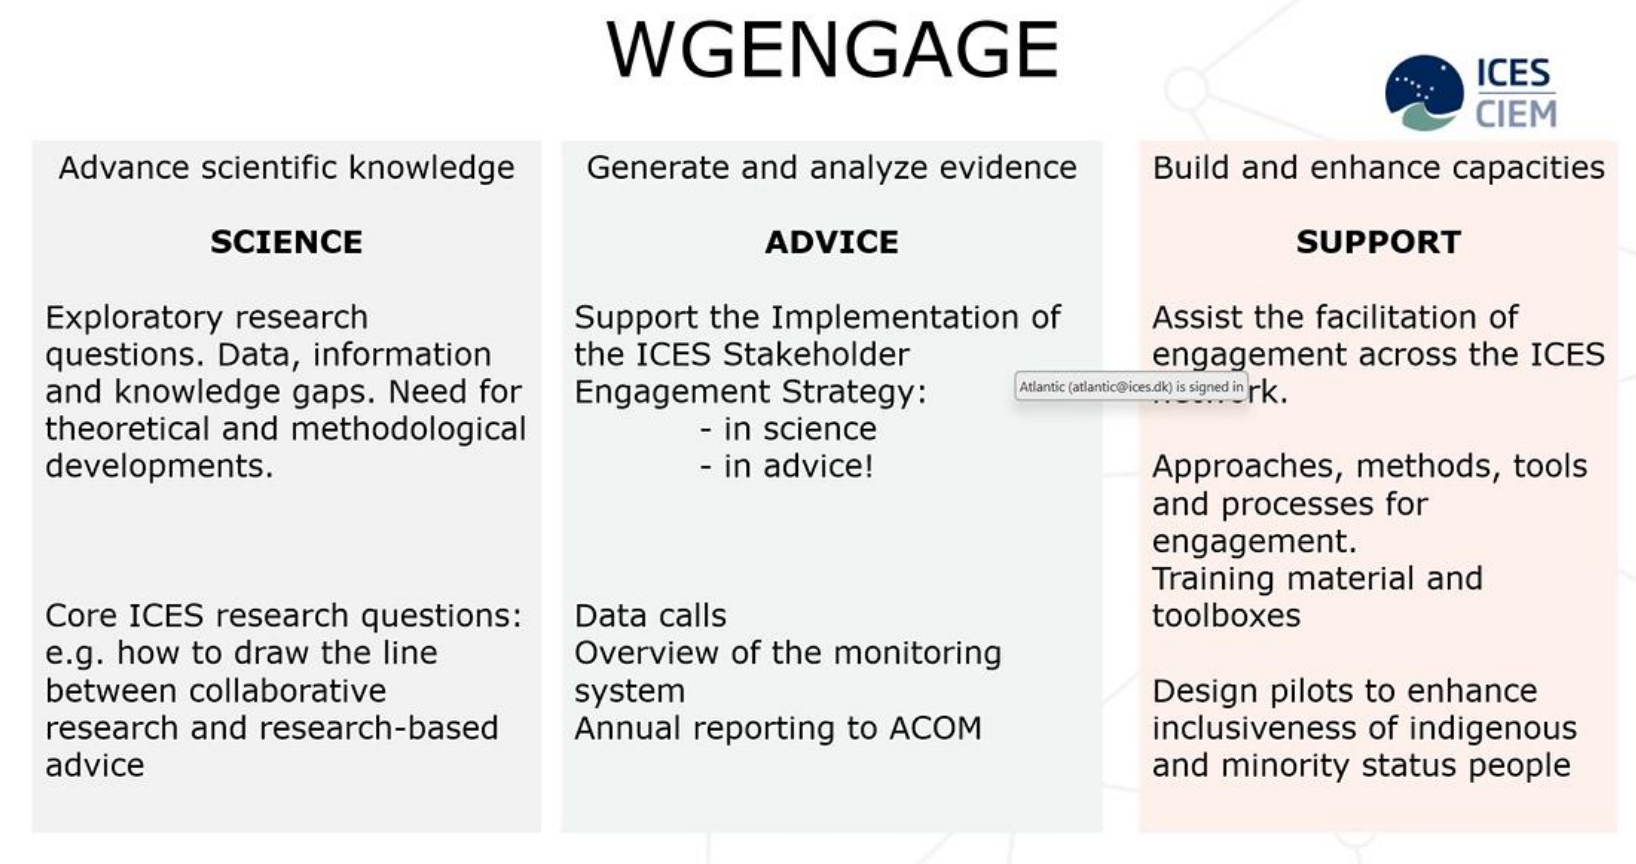 WGENGAGE
ICES
CIEM
Advance scientific knowledge
SCIENCE
Exploratory research
questions. Data, information
and knowledge gaps. Need for
theoretical and methodological
developments.
Core ICES research questions:
e.g. how to draw the line
between collaborative
research and research-based
advice
Generate and analyze evidence
ADVICE
Support the Implementation of
the ICES Stakeholder
Engagement Strategy:
- in science
- in advice!
Data calls
Overview of the monitoring
system
Annual reporting to ACOM
Build and enhance capacities
SUPPORT
Assist the facilitation of
engagement across the ICES
Atlantic (atlantic@ices.dk) is signed in
Approaches, methods, tools
and processes for
engagement.
Training material and
toolboxes
Design pilots to enhance
inclusiveness of indigenous
and minority status people